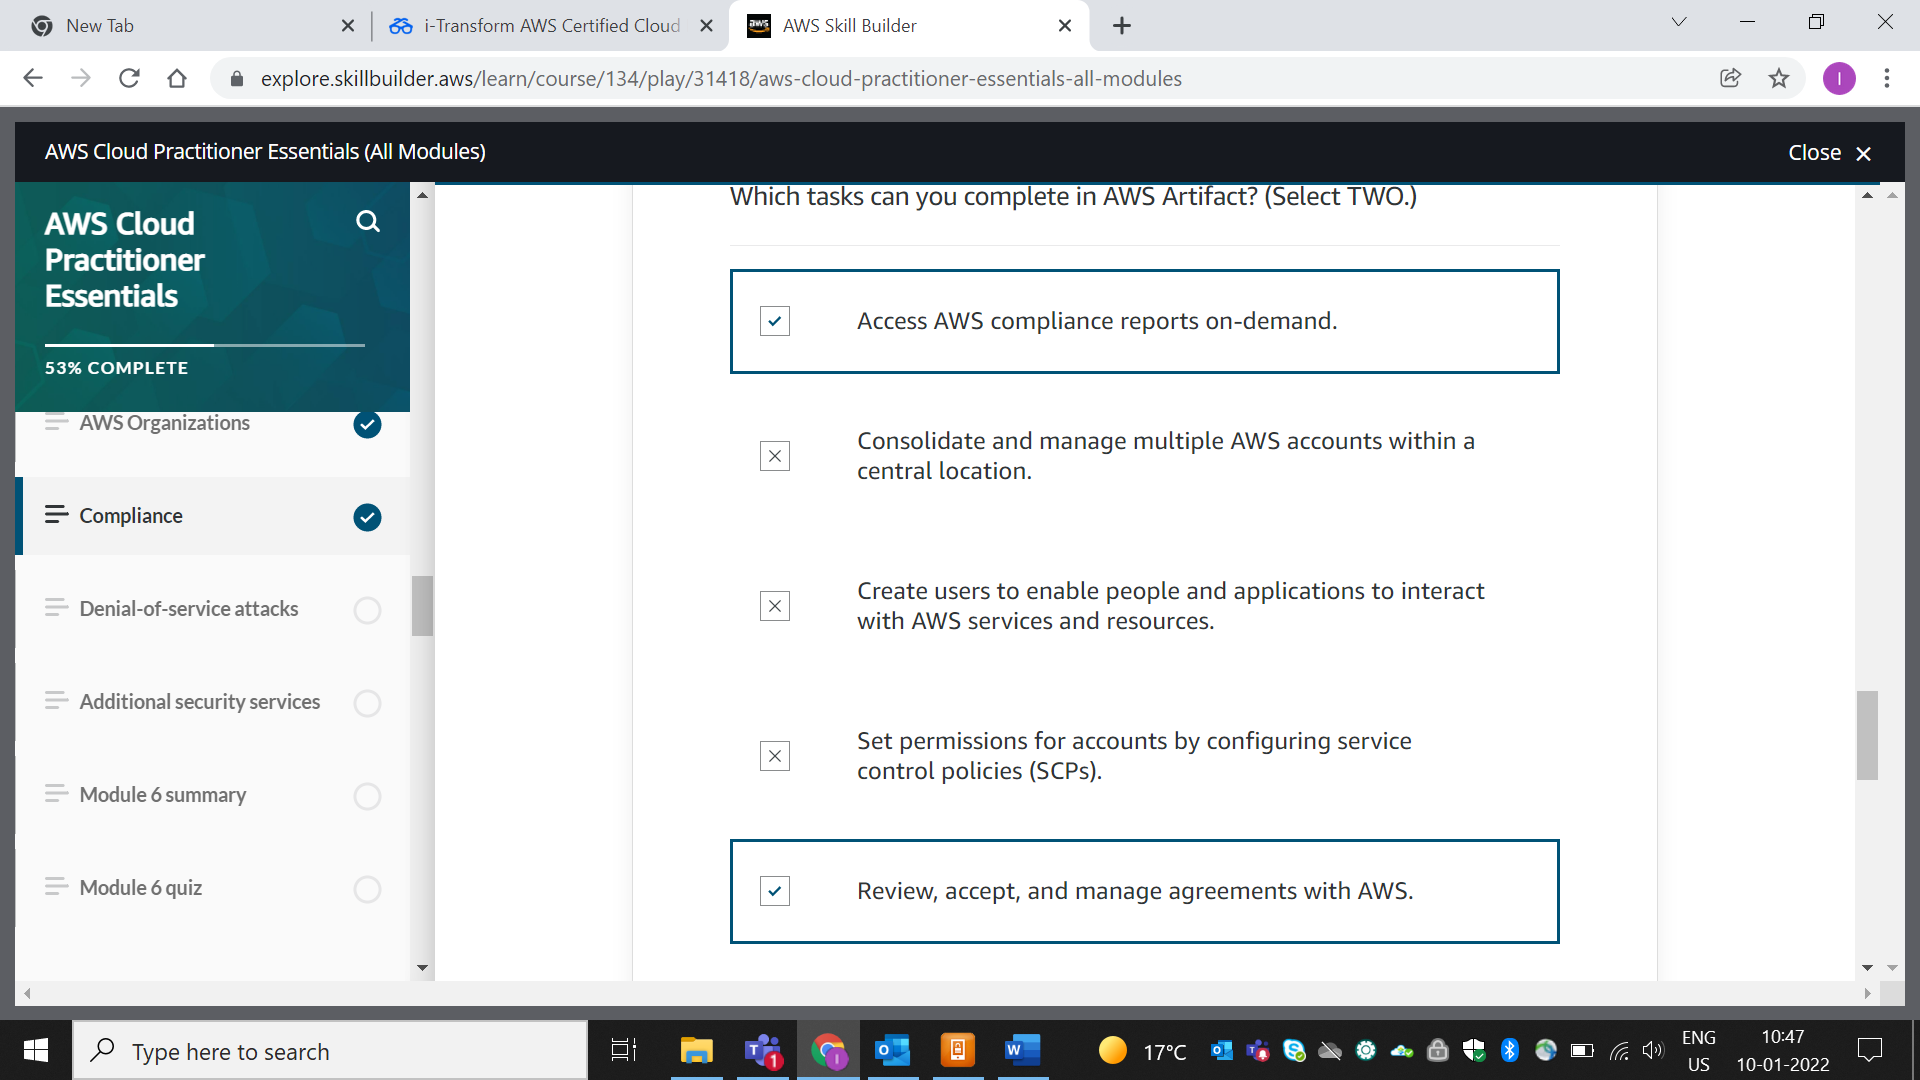 New Tab
i-Transform AWS Certified Cloud
aws
AWS Skill Builder
explore.skillbuilder.aws/learn/course/134/play/31418/aws-cloud-practitioner-essentials-all-modules
I
AWS Cloud Practitioner Essentials (All Modules)
Close
AWS Cloud
Practitioner
Essentials
53% COMPLETE
AWS Organizations
Compliance
Denial-of-service attacks
Additional security services
Module 6 summary
Module 6 quiz
Which tasks can you complete in AWS Artifact? (Select TWO.)
Access AWS compliance reports on-demand.
Consolidate and manage multiple AWS accounts within a
central location.
Create users to enable people and applications to interact
with AWS services and resources.
Set permissions for accounts by configuring service
control policies (SCPs).
Review, accept, and manage agreements with AWS.
Type here to search
T
1
I
O
W
17°C
ENG
US
10:47
10-01-2022